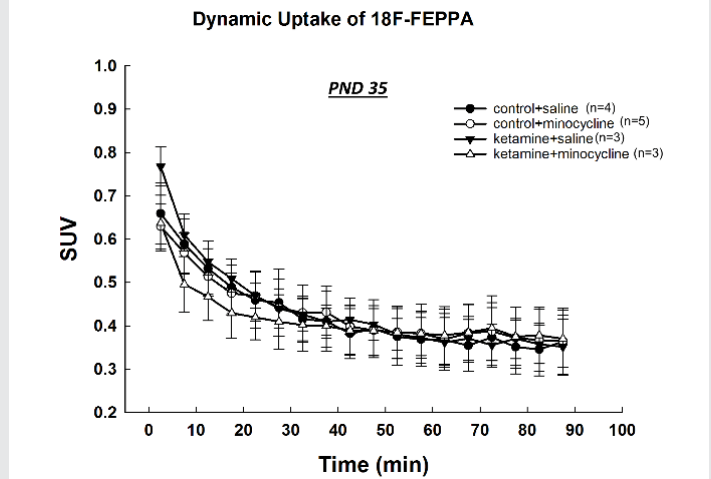 Dynamic Uptake of 18F-FEPPA
PND 35
control+saline (n=4)
control+minocycline (n=5)
ketamine+saline(n=3)
ketamine+minocycline (n=3)
SUV
1.0
0.9
0.8
0.7
0.6
0.5
0.4
0.3
0.2
0 10 20 30 40 50 60 70 80 90 100
Time (min)